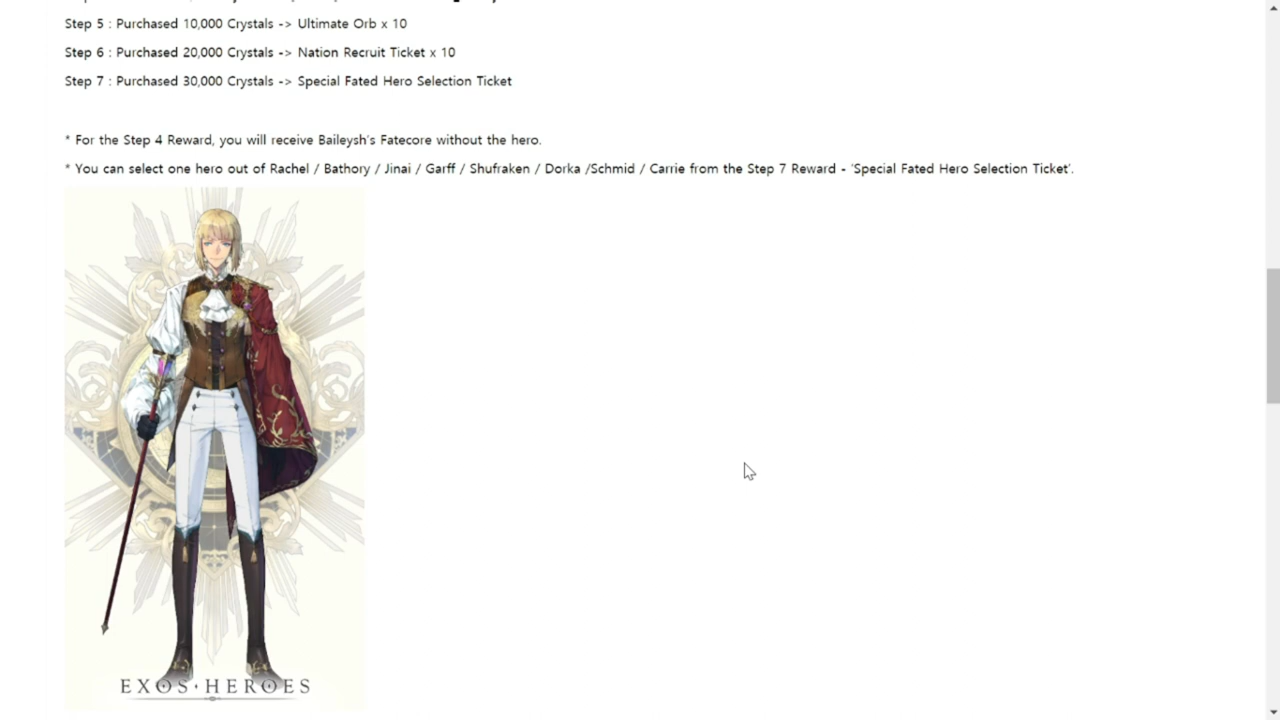 Step 5 : Purchased 10,000 Crystals -> Ultimate Orb x 10
Step 6 : Purchased 20,000 Crystals -> Nation Recruit Ticket x 10
Step 7 : Purchased 30,000 Crystals -> Special Fated Hero Selection Ticket
* For the Step 4 Reward, you will receive Baileysh's Fatecore without the hero.
* You can select one hero out of Rachel / Bathory / Jinai / Garff / Shufraken / Dorka /Schmid / Carrie from the Step 7 Reward - 'Special Fated Hero Selection Ticket'.
EXOS·HEROES